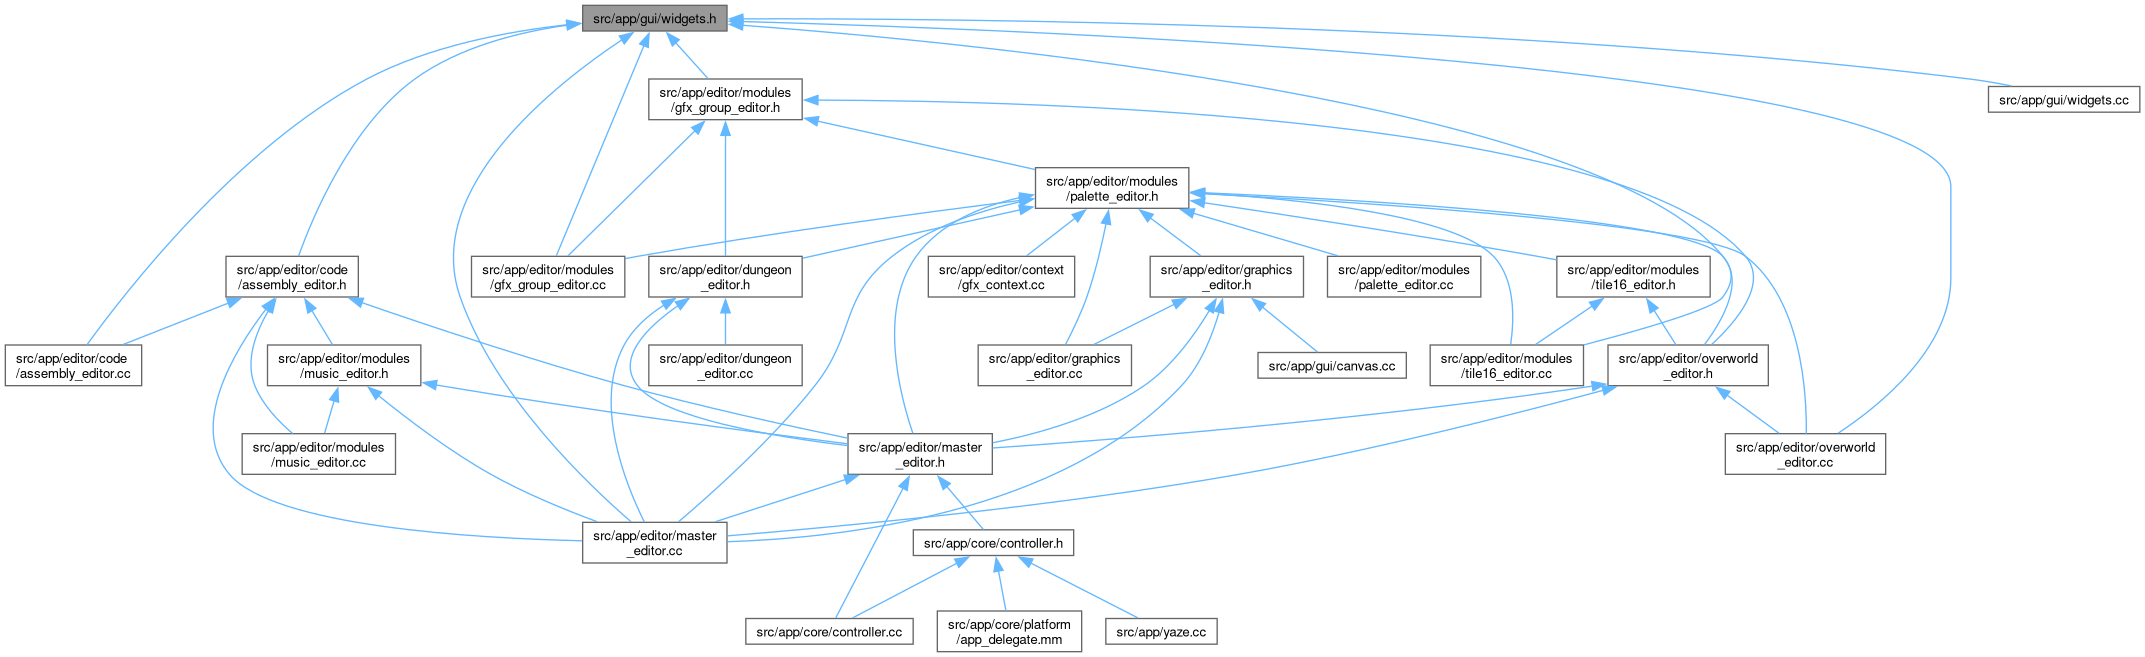 src/app/gui/widgets.h
src/app/editor/modules
/gfx_group_editor.h
src/app/gui/widgets.cc
src/app/editor/modules
/palette_editor.h
src/app/editor/code
/assembly_editor.h
src/app/editor/modules
/gfx_group_editor.cc
src/app/editor/dungeon
_editor.h
src/app/editor/context
/gfx_context.cc
src/app/editor/graphics
_editor.h
src/app/editor/modules
/palette_editor.cc
src/app/editor/modules
/tile16_editor.h
src/app/editor/code
/assembly_editor.cc
src/app/editor/modules
/music_editor.h
src/app/editor/dungeon
_editor.cc
src/app/editor/graphics
_editor.cc
src/app/gui/canvas.cc
src/app/editor/modules
/tile16_editor.cc
src/app/editor/overworld
_editor.h
src/app/editor/modules
/music_editor.cc
src/app/editor/master
_editor.h
src/app/editor/overworld
_editor.cc
src/app/editor/master
_editor.cc
src/app/core/controller.h
src/app/core/controller.cc
src/app/core/platform
/app_delegate.mm
src/app/yaze.cc